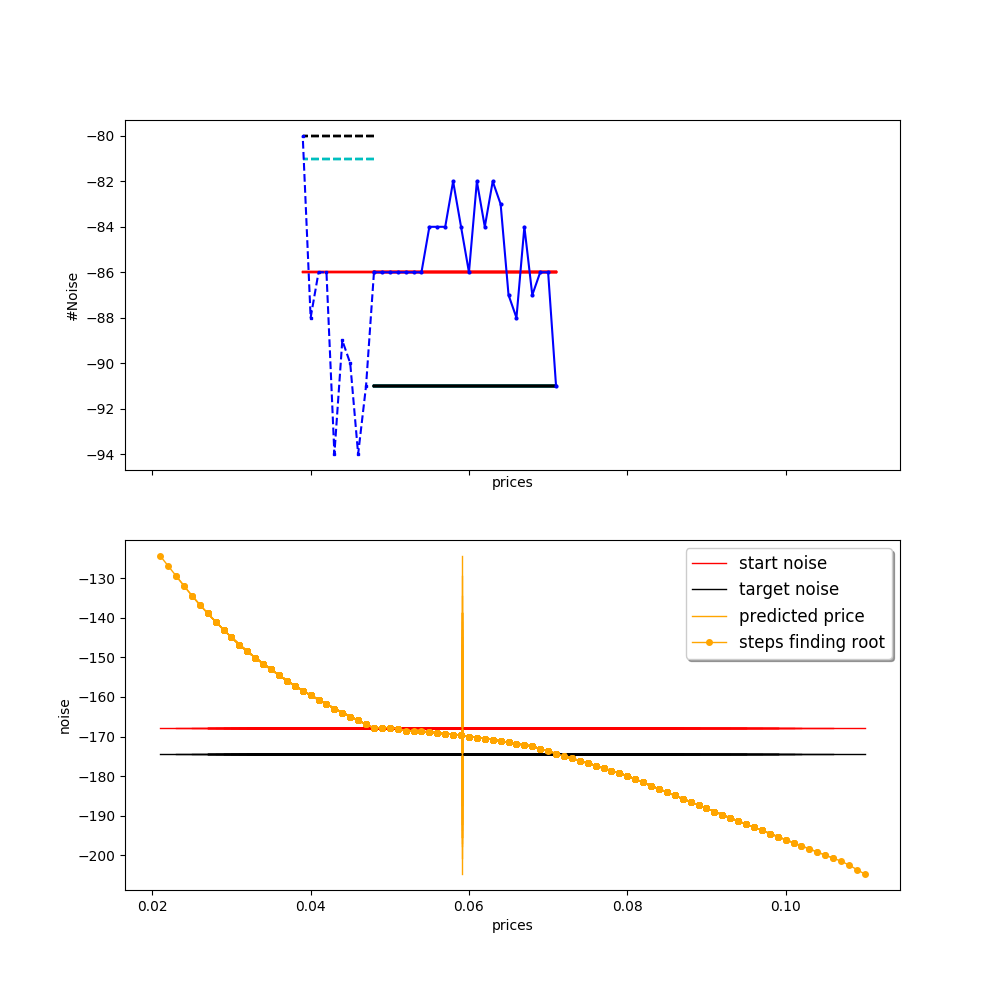 −80
−82
−84
−86
−88
−90
−92
−94
#Noise
prices
−130
−140
−150
−160
−170
−180
−190
−200
noise
start noise
target noise
predicted price
steps finding root
0.02 0.04 0.06 0.08 0.10
prices